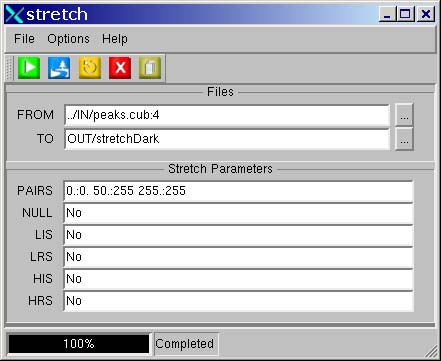 stretch
File Options Help
Files
FROM ../IN/peaks.cub:4 ...
TO OUT/stretchDark ...
Stretch Parameters
PAIRS 0.:0. 50.:255 255.:255
NULL No
LIS No
LRS No
HIS No
HRS No
100% Completed